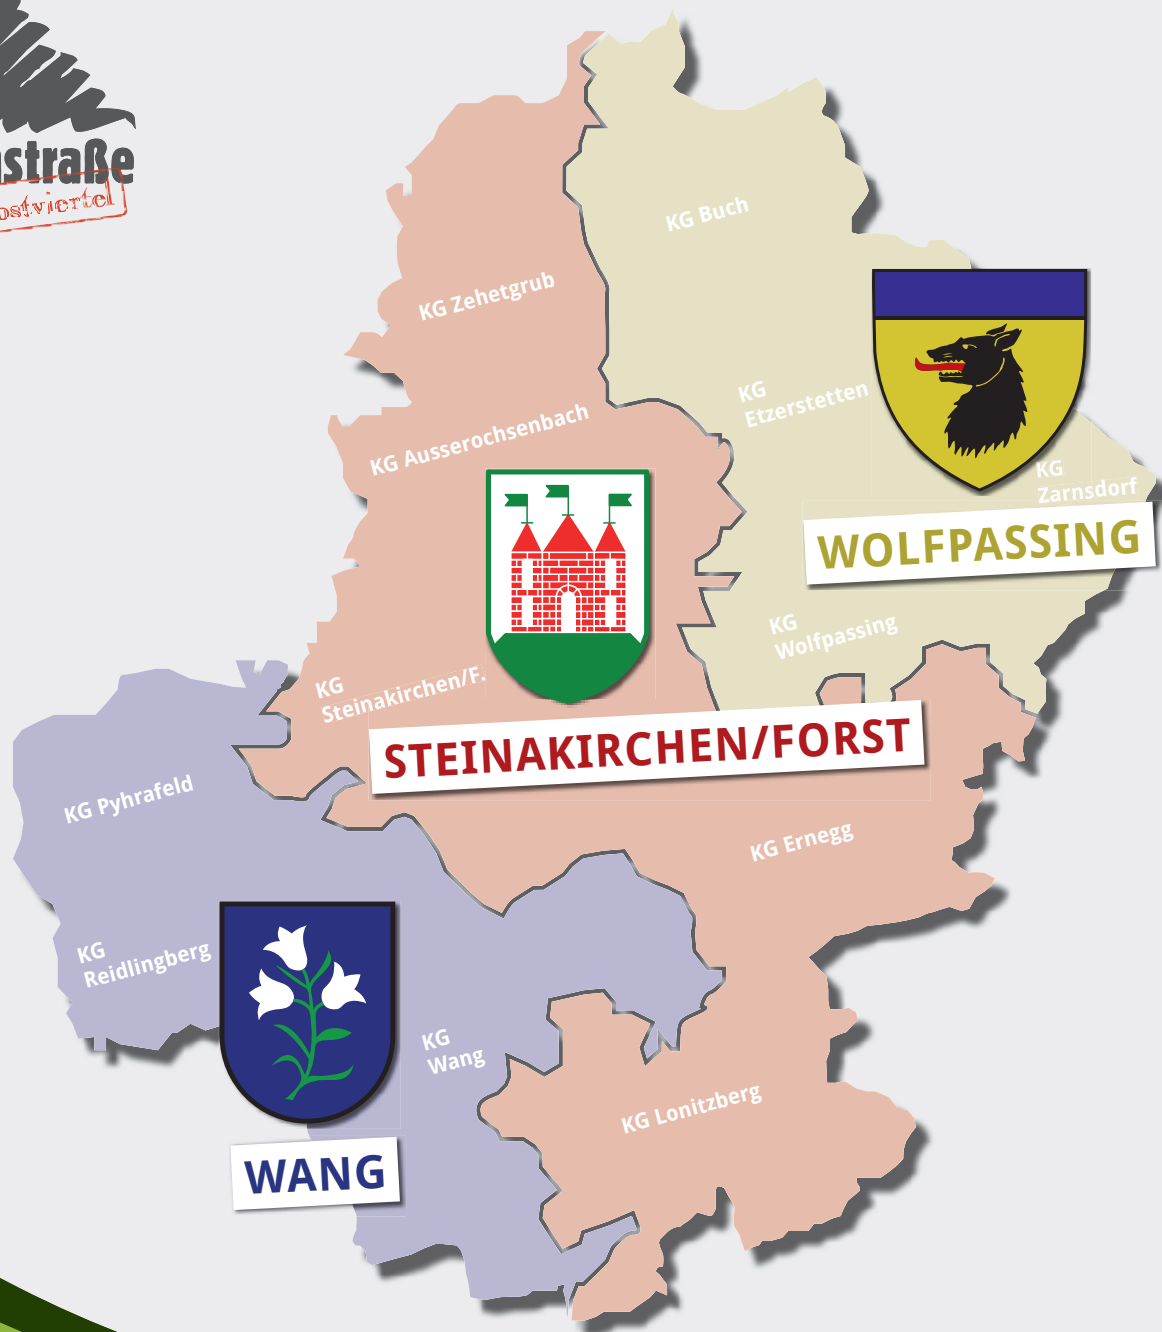 straße
ostviertel
KG Buch
KG Zehetgrub
KG
Etzerstetten
KG Ausserochsenbach
KG
Zarnsdorf
WOLFPASSING
KG
Wolfpassing
KG
Steinakirchen/F.
STEINAKIRCHEN/FORST
KG Pyhrafeld
KG Ernegg
KG
Reidlingberg
KG
Wang
KG Lonitzberg
WANG